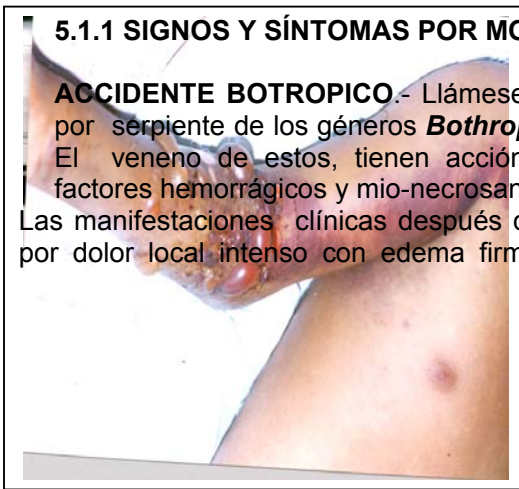 5.1.1 SIGNOS Y SÍNTOMAS POR MO
ACCIDENTE BOTROPICO.- Llámese
por serpiente de los géneros Bothrop
El veneno de estos, tienen acción
factores hemorrágicos y mio-necrosan
Las manifestaciones clínicas después
por dolor local intenso con edema firm